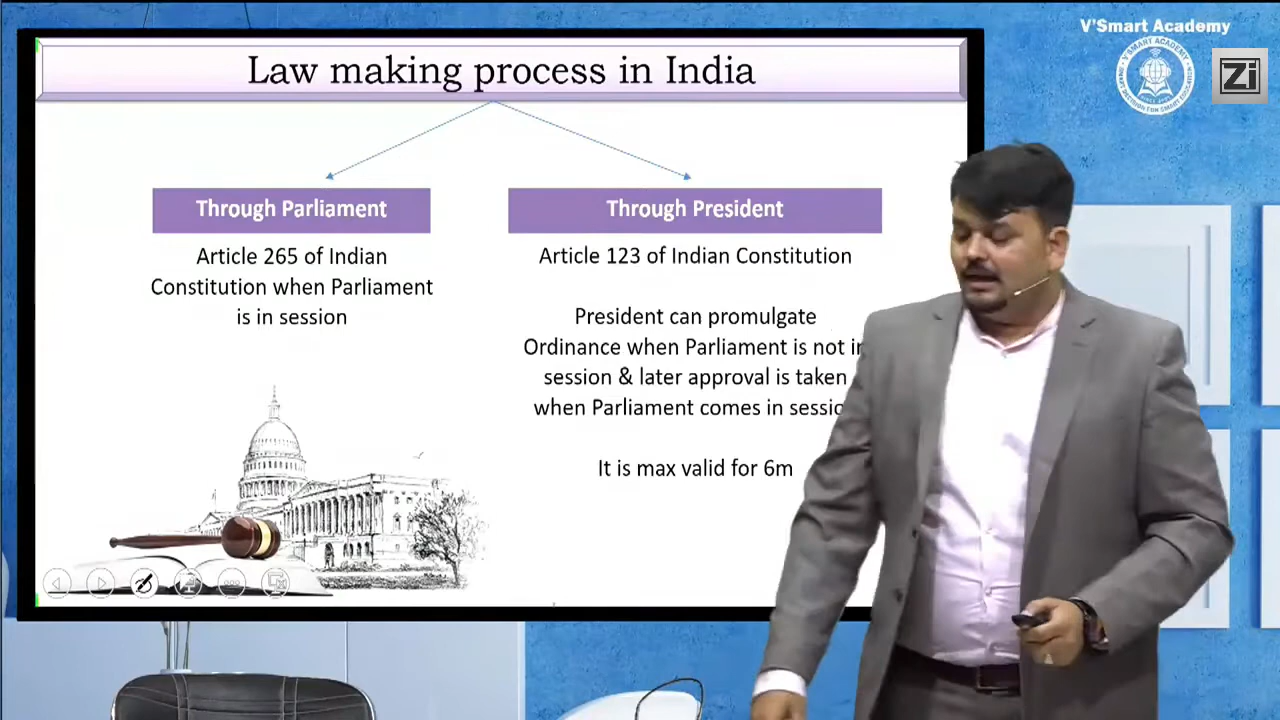 V'Smart Academy
Zi
Law making process in India
Through Parliament
Article 265 of Indian
Constitution when Parliament
is in session
Through President
Article 123 of Indian Constitution
President can promulgate
Ordinance when Parliament is not in
session & later approval is taken
when Parliament comes in sessio
It is max valid for 6m